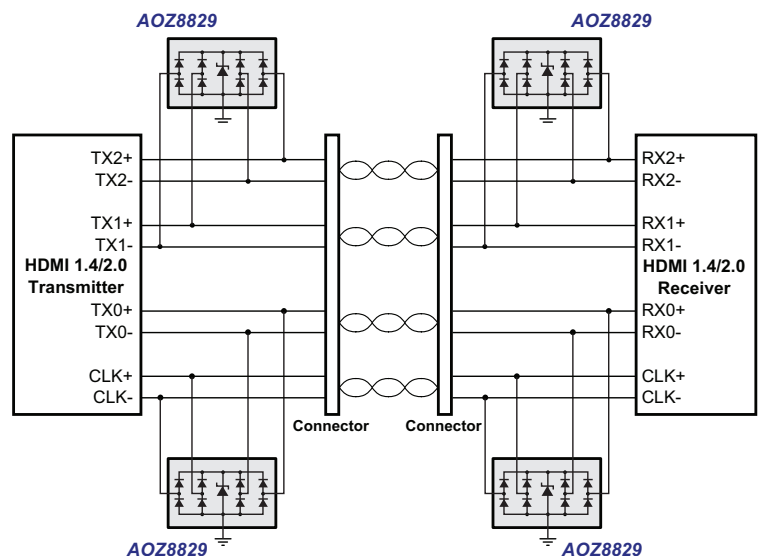 AOZ8829
AOZ8829
TX2+
TX2-
TX1+
TX1-
HDMI 1.4/2.0
Transmitter
TX0+
TX0-
CLK+
CLK-
RX2+
RX2-
RX1+
RX1-
HDMI 1.4/2.0
Receiver
RX0+
RX0-
CLK+
CLK-
Connector
Connector
AOZ8829
AOZ8829